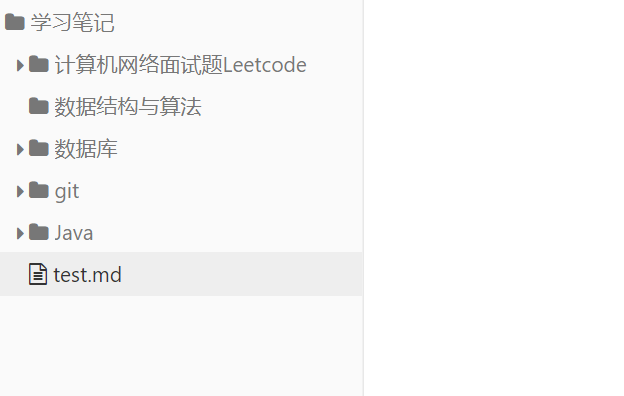 学习笔记
计算机网络面试题Leetcode
数据结构与算法
数据库
git
Java
test.md